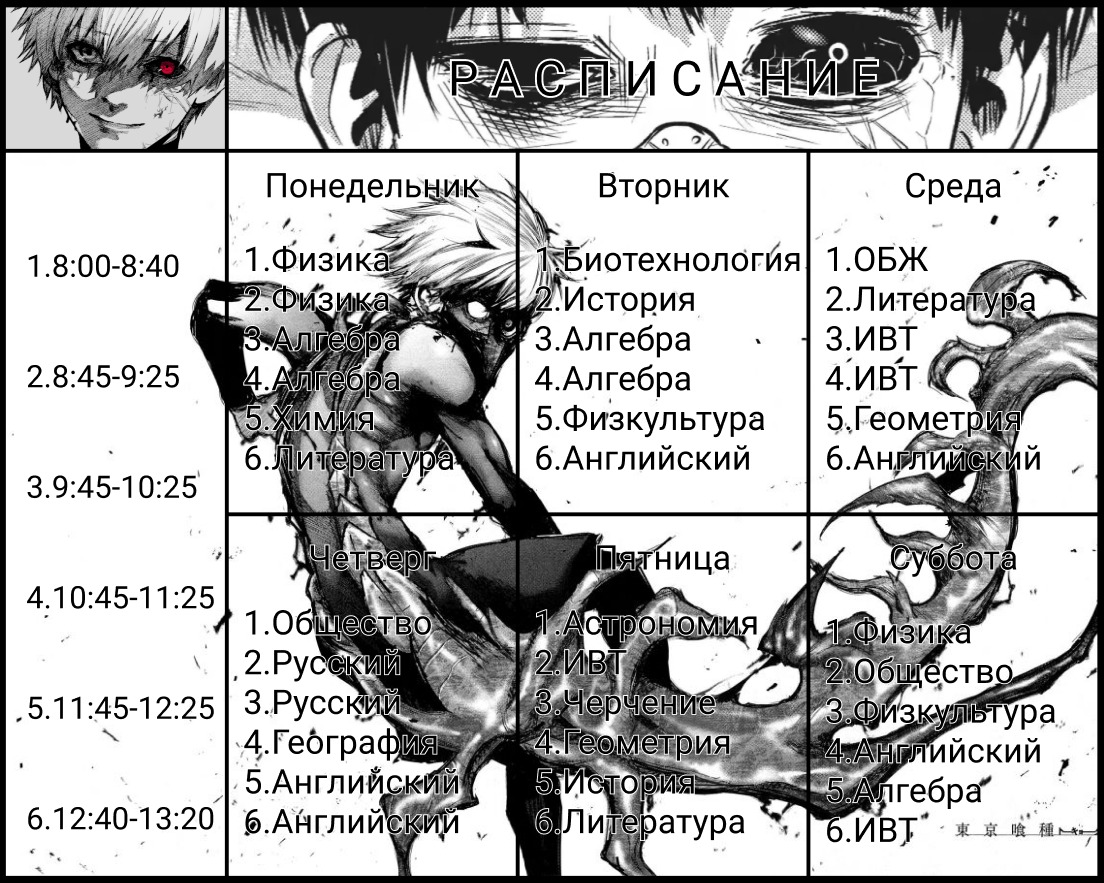 РАСПИСАНИЕ
1.8:00-8:40
2.8:45-9:25
3.9:45-10:25
4.10:45-11:25
5.11:45-12:25
6.12:40-13:20
Понедельник
1.Физика
2.Физика
3.Алгебра
4.Алгебра
5.Химия
6.Литература
Вторник
1.Биотехнология
2.История
3.Алгебра
4.Алгебра
5.Физкультура
6.Английский
Среда
1.ОБЖ
2.Литература
3.ИВТ
4.ИВТ
5.Геометрия
6.Английский
Четверг
1.Общество
2.Русский
3.Русский
4.География
5.Английский
6.Английский
Пятница
1.Астрономия
2.ИВТ
3.Черчение
4.Геометрия
5.История
6.Литература
Суббота
1.Физика
2.Общество
3.Физкультура
4.Английский
5.Алгебра
6.ИВТ
東京喰種